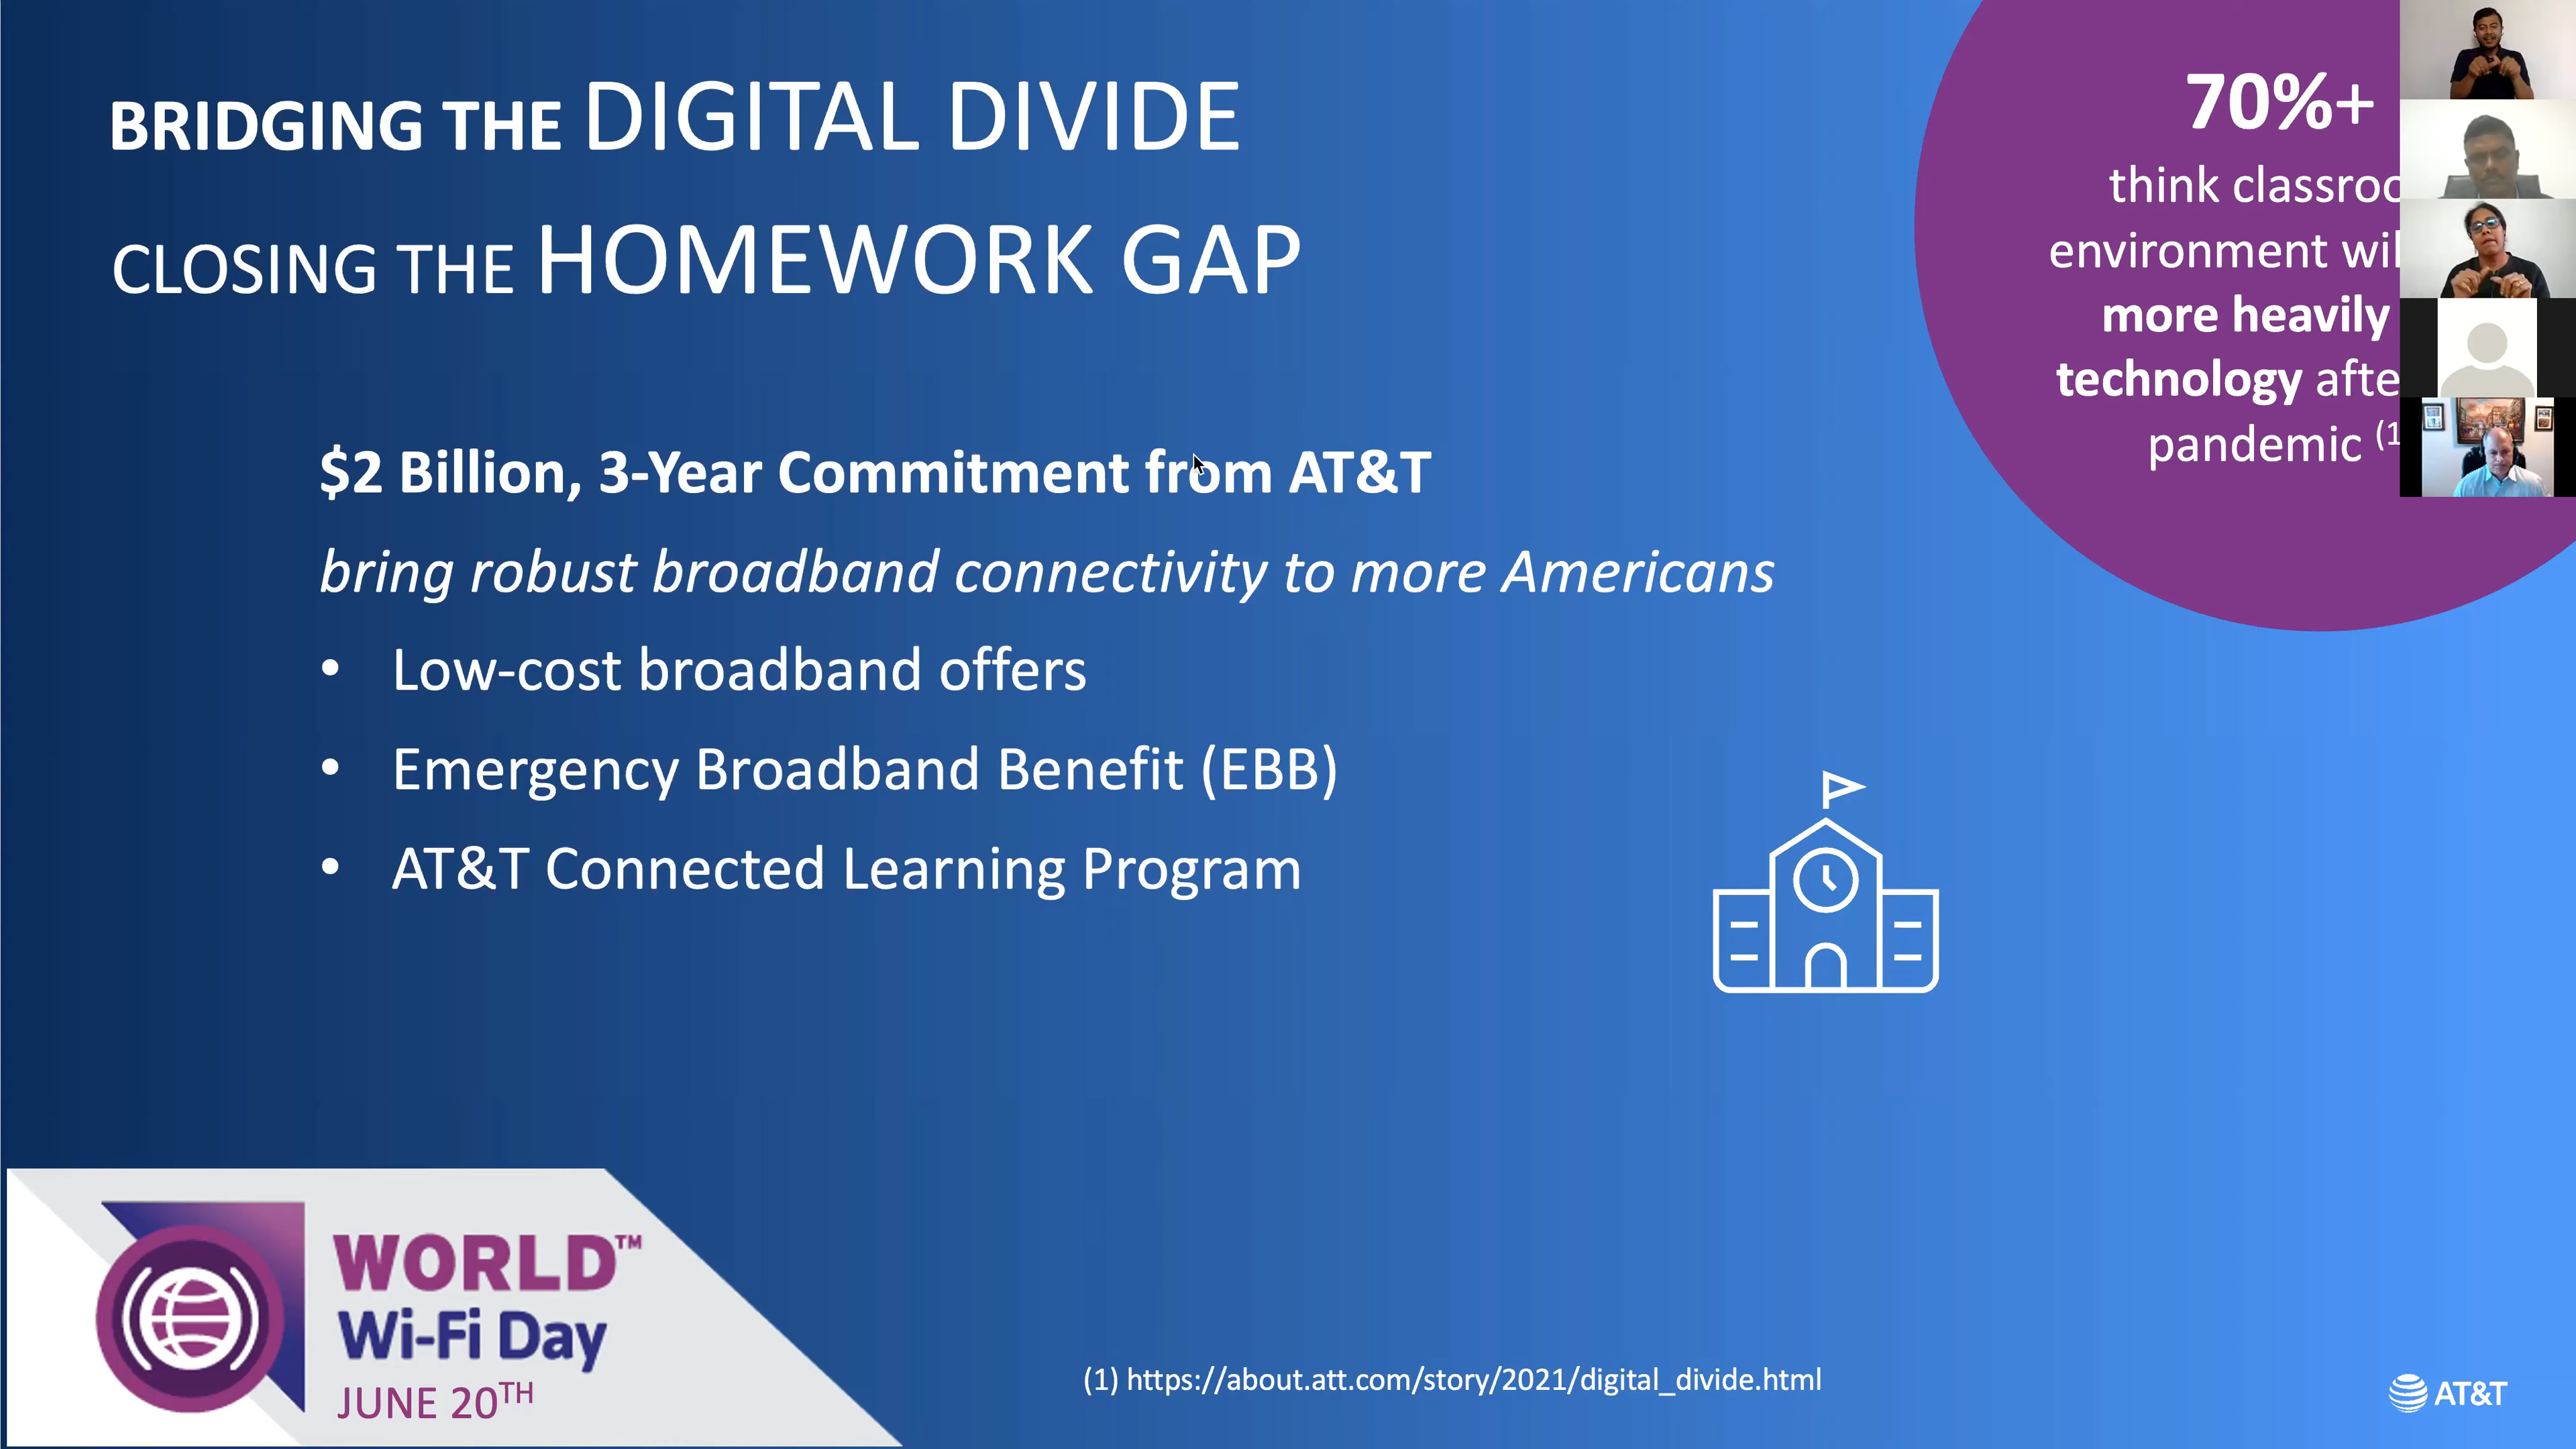 BRIDGING THE DIGITAL DIVIDE
CLOSING THE HOMEWORK GAP
70%+
think
environment
more heavily
technology
pandemic
$2 Billion, 3-Year Commitment from AT&T
bring robust broadband connectivity to more Americans
• Low-cost broadband offers
• Emergency Broadband Benefit (EBB)
• AT&T Connected Learning Program
WORLD™
Wi-Fi Day
JUNE 20TH
(1) https://about.att.com/story/2021/digital_divide.html
AT&T